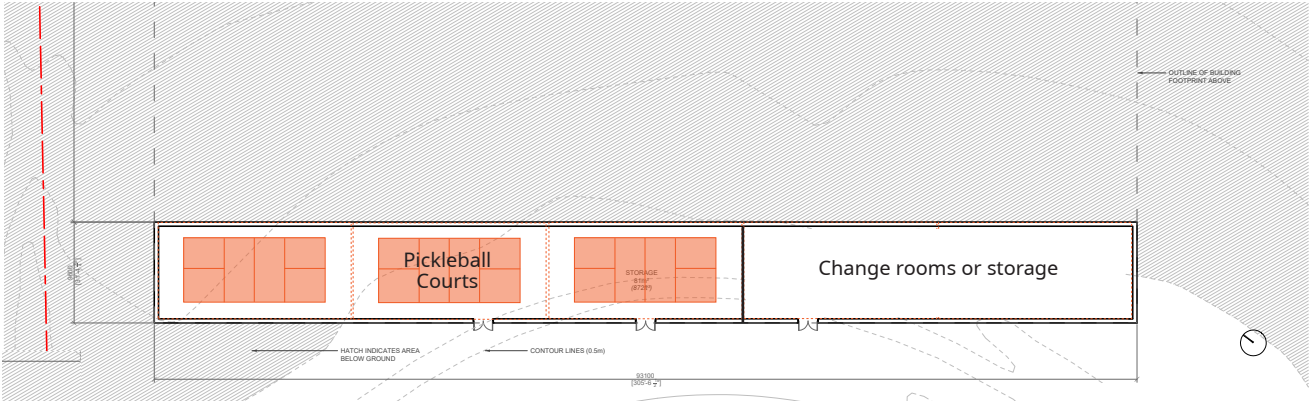 OUTLINE OF BUILDING
FOOTPRINT ABOVE
Pickleball
Courts
STORAGE
Change rooms or storage
HATCH INDICATES AREA
BELOW GROUND
CONTOUR LINES (0.5m)
93100